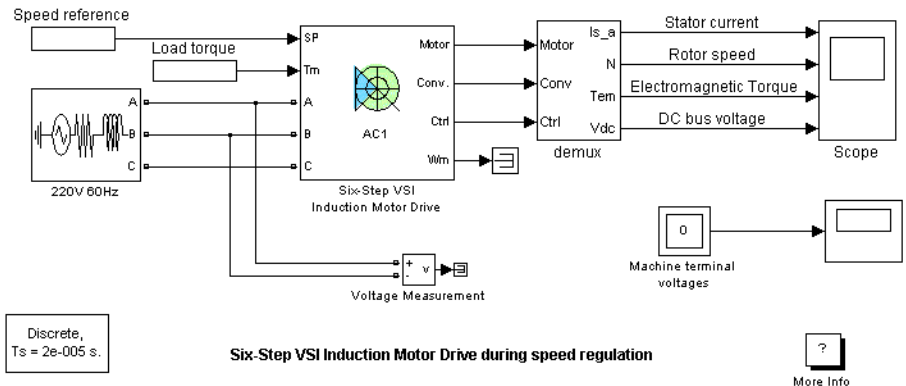 Speed reference
Load torque
SP
Tm
A
B
C
Motor
Conv.
Ctrl
Wm
AC1
Six-Step VSI
Induction Motor Drive
A
B
C
220V 60Hz
Motor
Conv
Ctrl
Is_a
N
Tem
Vdc
demux
Stator current
Rotor speed
Electromagnetic Torque
DC bus voltage
Scope
0
Machine terminal
voltages
+
-
v
Voltage Measurement
Discrete,
Ts = 2e-005 s.
Six-Step VSI Induction Motor Drive during speed regulation
?
More Info